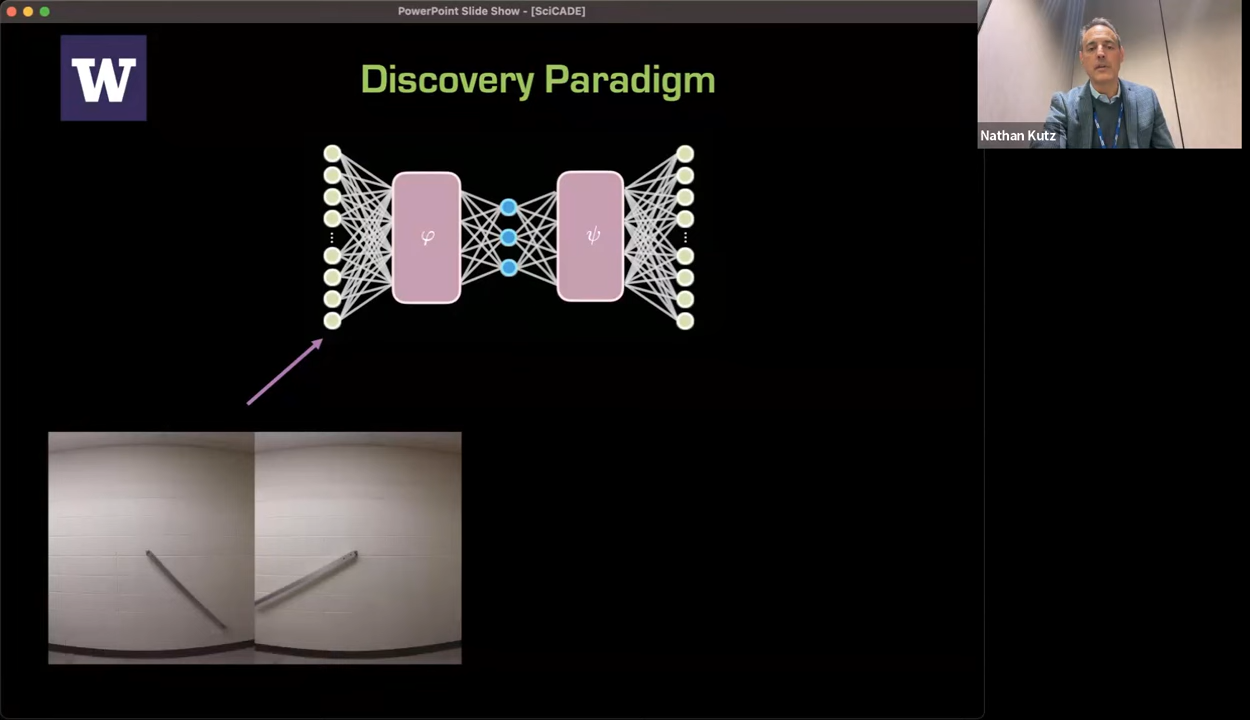 PowerPoint Slide Show - [SciCADE]
W
Discovery Paradigm
Nathan Kutz
φ
ψ